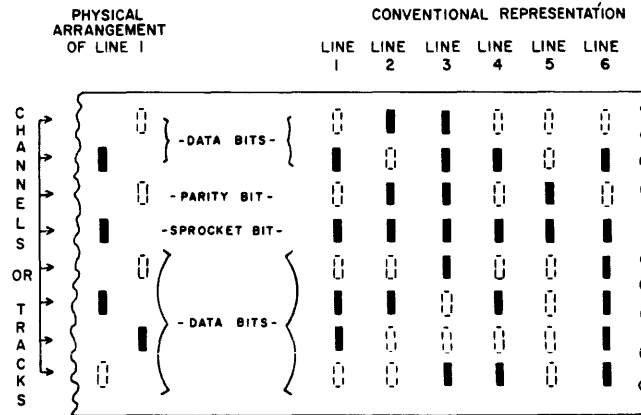 PHYSICAL
ARRANGEMENT
OF LINE 1
CONVENTIONAL REPRESENTATION
LINE LINE LINE LINE LINE LINE
1 2 3 4 5 6
CHANNELS OR TRACKS
-DATA BITS-
-PARITY BIT-
-SPROCKET BIT-
-DATA BITS-